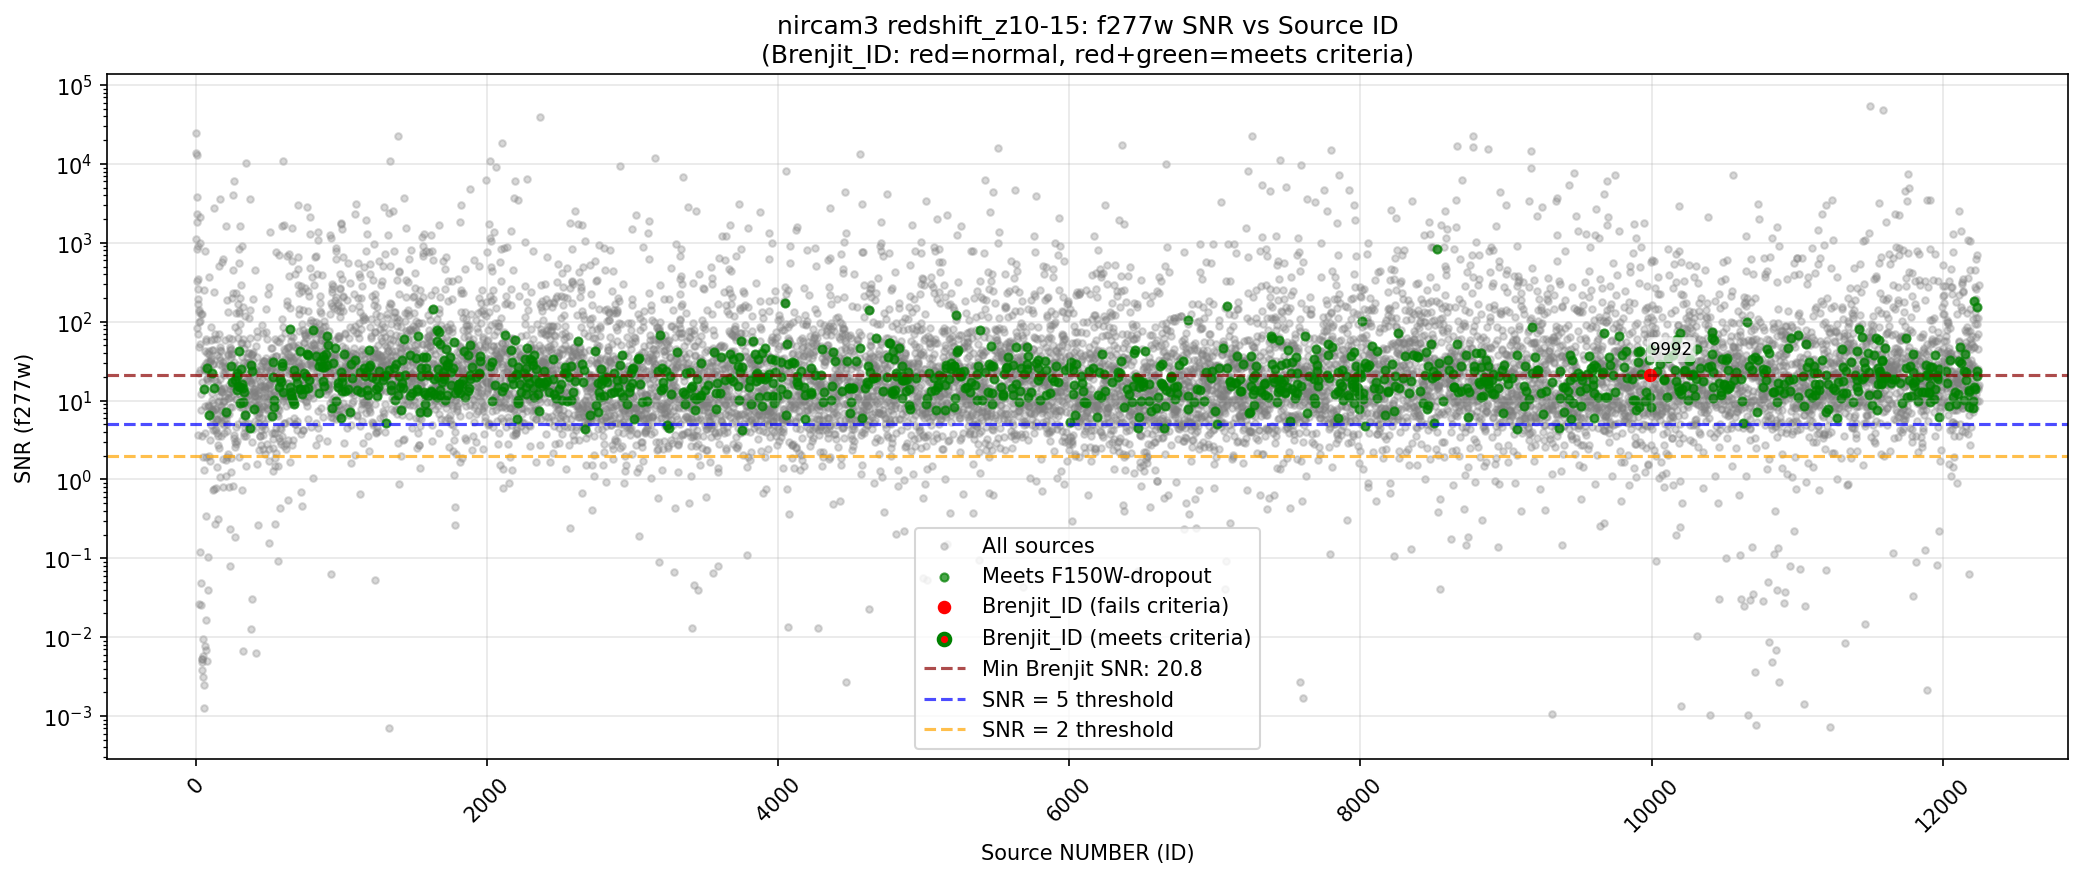 nircam3 redshift_z10-15: f277w SNR vs Source ID
(Brenjit_ID: red=normal, red+green=meets criteria)
SNR (f277w)
10^5
10^4
10^3
10^2
10^1
10^0
10^-1
10^-2
10^-3
9992
All sources
Meets F150W-dropout
Brenjit_ID (fails criteria)
Brenjit_ID (meets criteria)
Min Brenjit SNR: 20.8
SNR = 5 threshold
SNR = 2 threshold
0
2000
4000
6000
8000
10000
12000
Source NUMBER (ID)